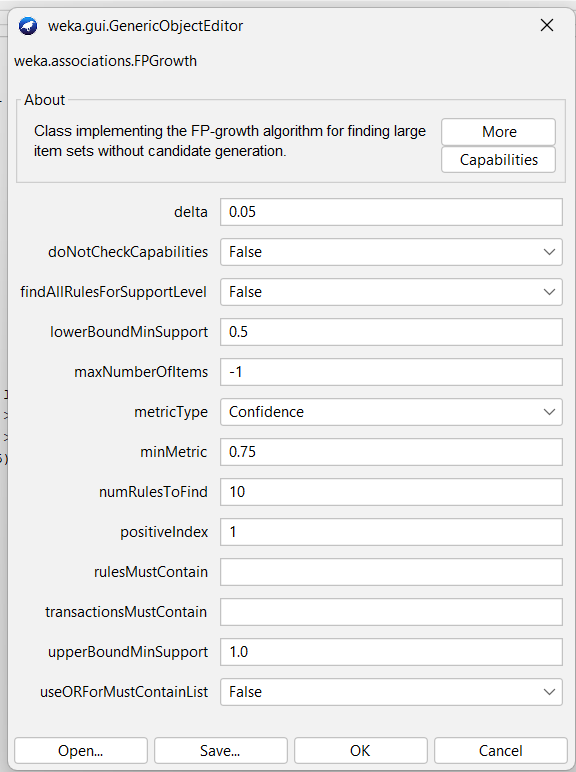 weka.gui.GenericObjectEditor
weka.associations.FPGrowth
About
Class implementing the FP-growth algorithm for finding large
item sets without candidate generation.
More
Capabilities
delta 0.05
doNotCheckCapabilities False
findAllRulesForSupportLevel False
lowerBoundMinSupport 0.5
maxNumberOfItems -1
metricType Confidence
minMetric 0.75
numRulesToFind 10
positiveIndex 1
rulesMustContain
transactionsMustContain
upperBoundMinSupport 1.0
useORForMustContainList False
Open... Save... OK Cancel